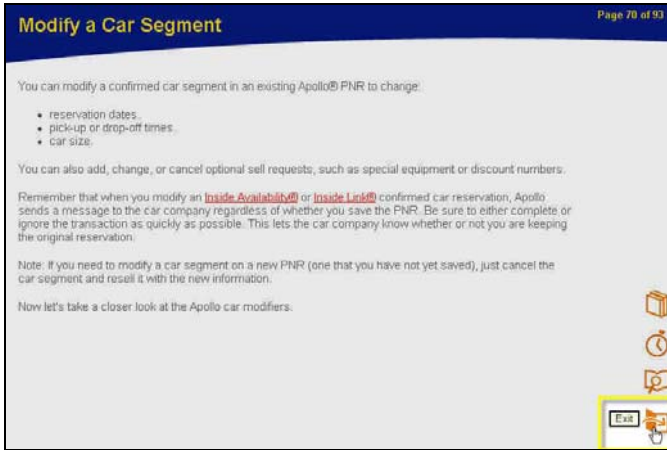 Modify a Car Segment
Page 70 of 93
You can modify a confirmed car segment in an existing Apollo® PNR to change:
• reservation dates.
• pick-up or drop-off times.
• car size.
You can also add, change, or cancel optional sell requests, such as special equipment or discount numbers.
Remember that when you modify an Inside Availability® or Inside Link® confirmed car reservation, Apollo
sends a message to the car company regardless of whether you save the PNR. Be sure to either complete or
ignore the transaction as quickly as possible. This lets the car company know whether or not you are keeping
the original reservation.
Note: If you need to modify a car segment on a new PNR (one that you have not yet saved), just cancel the
car segment and resell it with the new information.
Now let's take a closer look at the Apollo car modifiers.
Exit